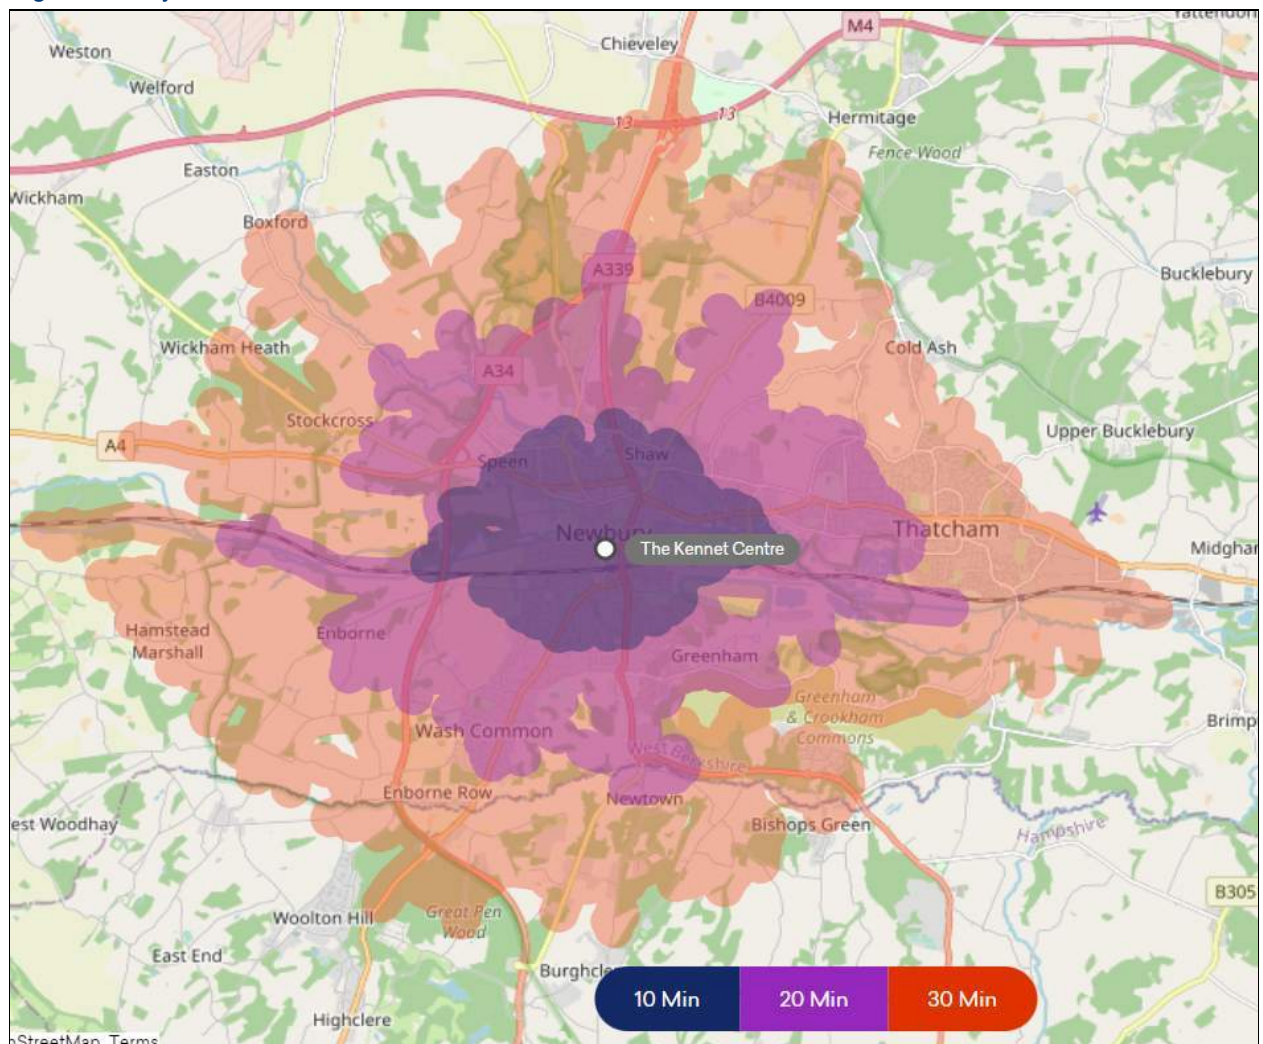 Yattendon
M4
Chieveley
Weston
Welford
13
13
Hermitage
Fence Wood
Easton
Wickham
Boxford
A339
Bucklebury
B4009
Wickham Heath
Cold Ash
A34
Stockcross
A4
Upper Bucklebury
Speen
Shaw
Newbury
Thatcham
The Kennet Centre
Midghar
Hamstead
Marshall
Enborne
Greenham
Greenham
& Crookham
Commons
Brimp
Wash Common
West Berkshire
Enborne Row
Newtown
est Woodhay
Bishops Green
Hampshire
B305
Woolton Hill
Great Pen
Wood
East End
Burghcle
10 Min
20 Min
30 Min
Highclere
StreetMap, Terms